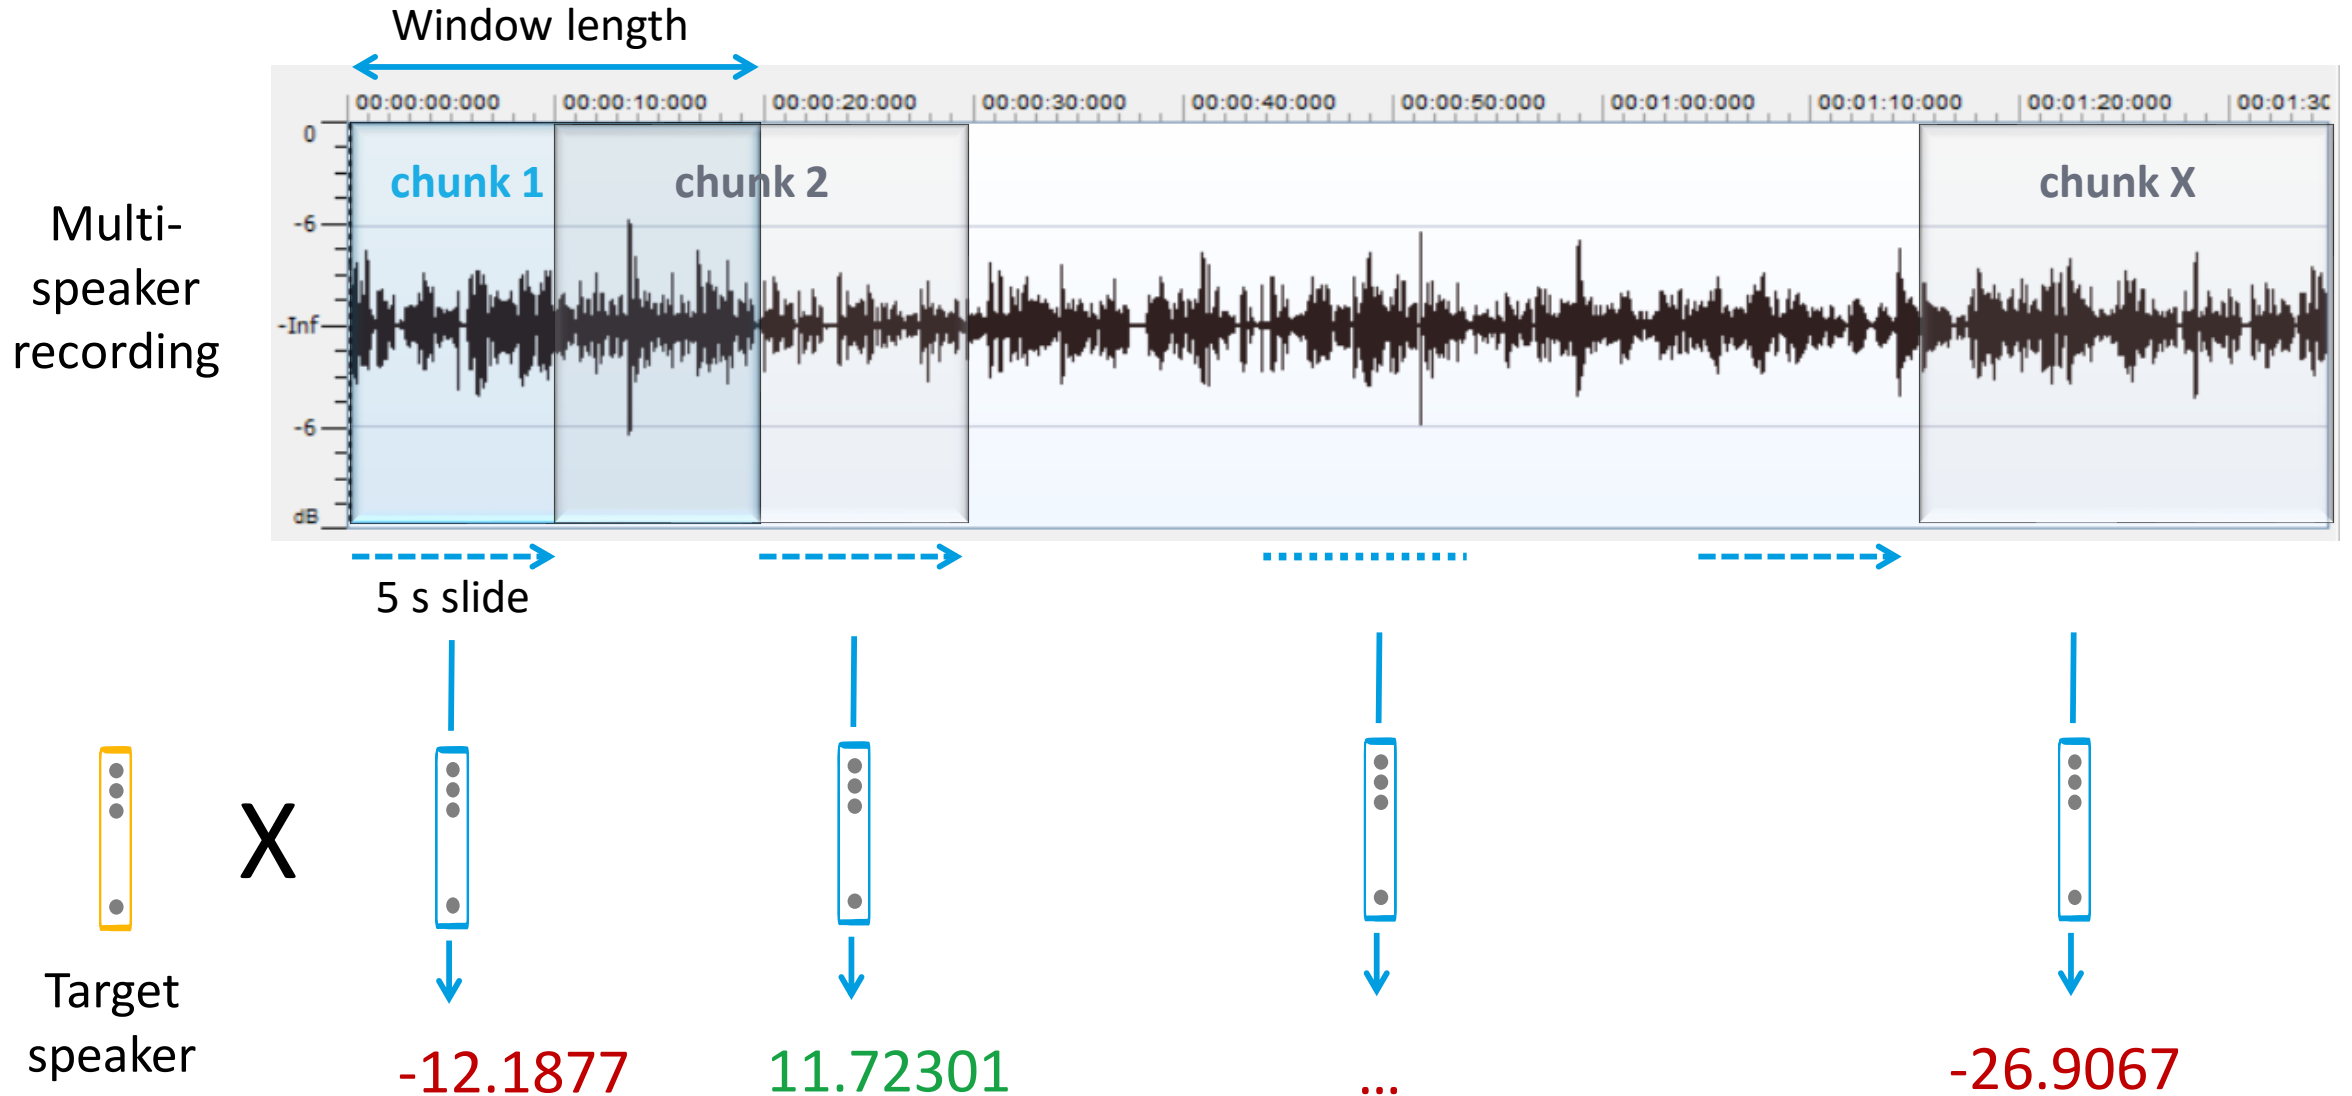 Window length
00:00:00:000 00:00:10:000 00:00:20:000 00:00:30:000 00:00:40:000 00:00:50:000 00:01:00:000 00:01:10:000 00:01:20:000 00:01:30
0
chunk 1 chunk 2 chunk X
-6
Multi-
speaker
recording
-Inf
-6
dB
5 s slide
X
Target
speaker
-12.1877 11.72301 ... -26.9067